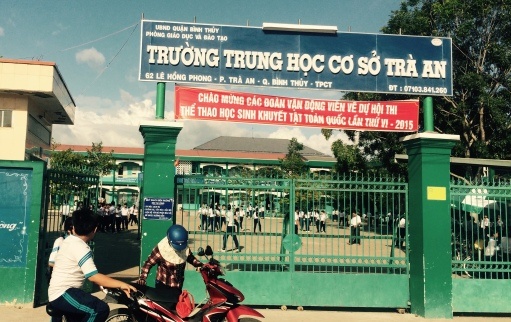 UBND QUẬN BÌNH THỦY
PHÒNG GIÁO DỤC VÀ ĐÀO TẠO
TRƯỜNG TRUNG HỌC CƠ SỞ TRÀ AN
62 LÊ HỒNG PHONG - P. TRÀ AN - Q. BÌNH THỦY - TPCT
ĐT: 07103.841.260
CHÀO MỪNG CÁC ĐOÀN VẬN ĐỘNG VIÊN VỀ DỰ HỘI THI
THỂ THAO HỌC SINH KHUYẾT TẬT TOÀN QUỐC LẦN THỨ VI - 2015